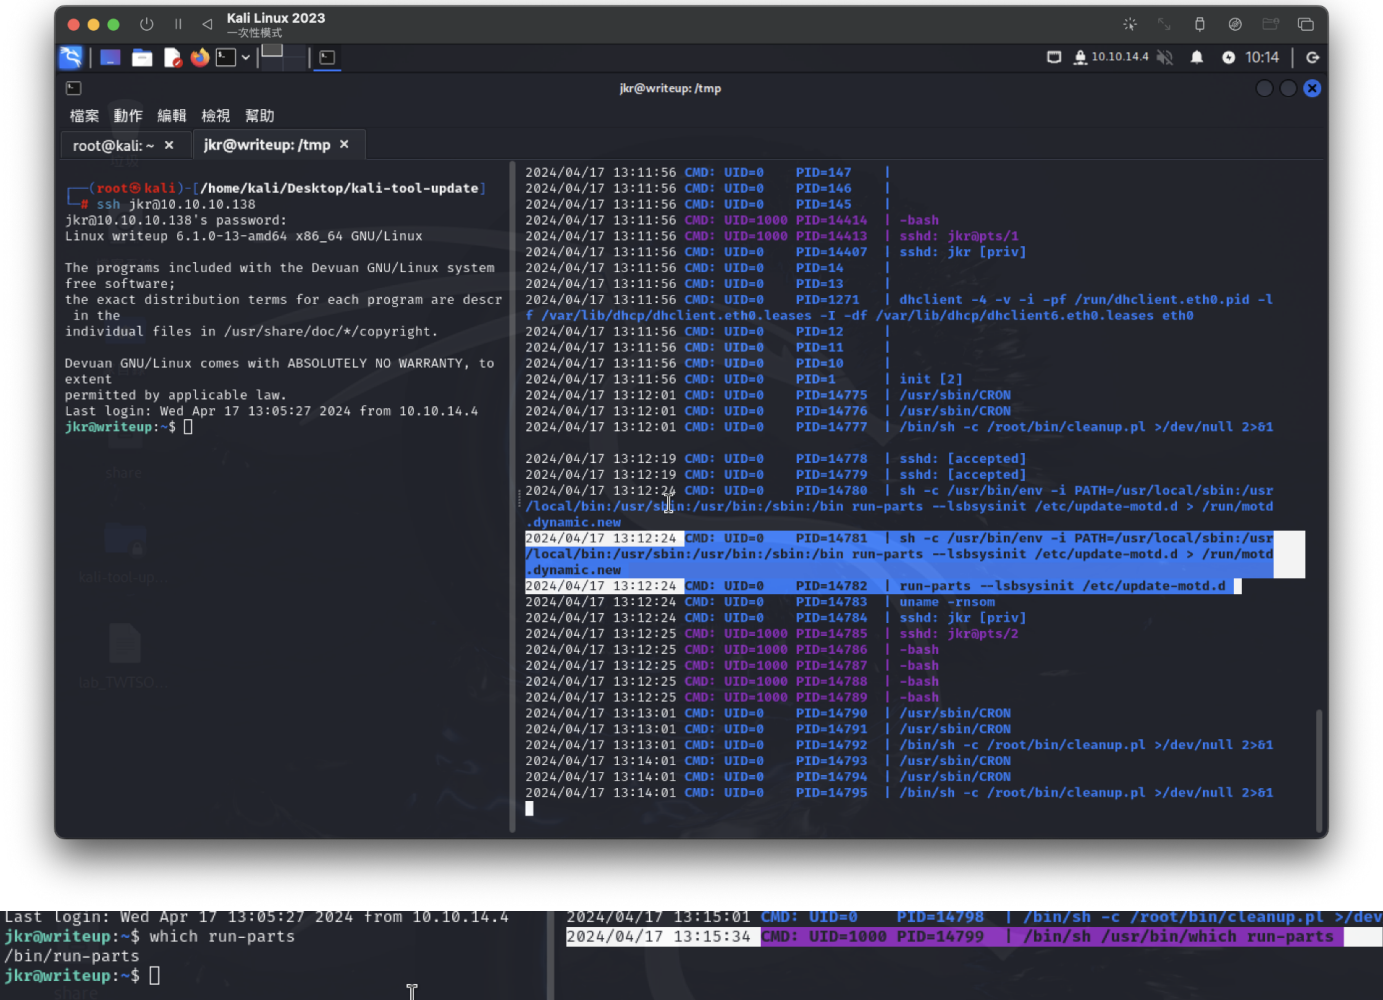 Kali Linux 2023
一次性模式
10.10.14.4
10:14
jkr@writeup: /tmp
檔案 動作 編輯 檢視 幫助
root@kali: ~ ×
jkr@writeup: /tmp ×
┌──(root㉿kali)-[/home/kali/Desktop/kali-tool-update]
└─# ssh jkr@10.10.10.138
jkr@10.10.10.138's password:
Linux writeup 6.1.0-13-amd64 x86_64 GNU/Linux
The programs included with the Devuan GNU/Linux system
free software;
the exact distribution terms for each program are descr
in the
individual files in /usr/share/doc/*/copyright.
Devuan GNU/Linux comes with ABSOLUTELY NO WARRANTY, to
extent
permitted by applicable law.
Last login: Wed Apr 17 13:05:27 2024 from 10.10.14.4
jkr@writeup:~$
share
kali-tool-up...
lab_TWTSO...
2024/04/17 13:11:56 CMD: UID=0    PID=147    |
2024/04/17 13:11:56 CMD: UID=0    PID=146    |
2024/04/17 13:11:56 CMD: UID=0    PID=145    |
2024/04/17 13:11:56 CMD: UID=1000 PID=14414  | -bash
2024/04/17 13:11:56 CMD: UID=1000 PID=14413  | sshd: jkr@pts/1
2024/04/17 13:11:56 CMD: UID=0    PID=14407  | sshd: jkr [priv]
2024/04/17 13:11:56 CMD: UID=0    PID=14     |
2024/04/17 13:11:56 CMD: UID=0    PID=13     |
2024/04/17 13:11:56 CMD: UID=0    PID=1271   | dhclient -4 -v -i -pf /run/dhclient.eth0.pid -l
f /var/lib/dhcp/dhclient.eth0.leases -I -df /var/lib/dhcp/dhclient6.eth0.leases eth0
2024/04/17 13:11:56 CMD: UID=0    PID=12     |
2024/04/17 13:11:56 CMD: UID=0    PID=11     |
2024/04/17 13:11:56 CMD: UID=0    PID=10     |
2024/04/17 13:11:56 CMD: UID=0    PID=1      | init [2]
2024/04/17 13:12:01 CMD: UID=0    PID=14775  | /usr/sbin/CRON
2024/04/17 13:12:01 CMD: UID=0    PID=14776  | /usr/sbin/CRON
2024/04/17 13:12:01 CMD: UID=0    PID=14777  | /bin/sh -c /root/bin/cleanup.pl >/dev/null 2>&1
2024/04/17 13:12:19 CMD: UID=0    PID=14778  | sshd: [accepted]
2024/04/17 13:12:19 CMD: UID=0    PID=14779  | sshd: [accepted]
2024/04/17 13:12:24 CMD: UID=0    PID=14780  | sh -c /usr/bin/env -i PATH=/usr/local/sbin:/usr
/local/bin:/usr/sbin:/usr/bin:/sbin:/bin run-parts --lsbsysinit /etc/update-motd.d > /run/motd
.dynamic.new
2024/04/17 13:12:24 CMD: UID=0    PID=14781  | sh -c /usr/bin/env -i PATH=/usr/local/sbin:/usr
/local/bin:/usr/sbin:/usr/bin:/sbin:/bin run-parts --lsbsysinit /etc/update-motd.d > /run/motd
.dynamic.new
2024/04/17 13:12:24 CMD: UID=0    PID=14782  | run-parts --lsbsysinit /etc/update-motd.d
2024/04/17 13:12:24 CMD: UID=0    PID=14783  | uname -rnsom
2024/04/17 13:12:24 CMD: UID=0    PID=14784  | sshd: jkr [priv]
2024/04/17 13:12:25 CMD: UID=1000 PID=14785  | sshd: jkr@pts/2
2024/04/17 13:12:25 CMD: UID=1000 PID=14786  | -bash
2024/04/17 13:12:25 CMD: UID=1000 PID=14787  | -bash
2024/04/17 13:12:25 CMD: UID=1000 PID=14788  | -bash
2024/04/17 13:12:25 CMD: UID=1000 PID=14789  | -bash
2024/04/17 13:13:01 CMD: UID=0    PID=14790  | /usr/sbin/CRON
2024/04/17 13:13:01 CMD: UID=0    PID=14791  | /usr/sbin/CRON
2024/04/17 13:13:01 CMD: UID=0    PID=14792  | /bin/sh -c /root/bin/cleanup.pl >/dev/null 2>&1
2024/04/17 13:14:01 CMD: UID=0    PID=14793  | /usr/sbin/CRON
2024/04/17 13:14:01 CMD: UID=0    PID=14794  | /usr/sbin/CRON
2024/04/17 13:14:01 CMD: UID=0    PID=14795  | /bin/sh -c /root/bin/cleanup.pl >/dev/null 2>&1
Last login: Wed Apr 17 13:05:27 2024 from 10.10.14.4
jkr@writeup:~$ which run-parts
/bin/run-parts
jkr@writeup:~$
share
2024/04/17 13:15:01 CMD: UID=0    PID=14798  | /bin/sh -c /root/bin/cleanup.pl >/dev
2024/04/17 13:15:34 CMD: UID=1000 PID=14799  | /bin/sh /usr/bin/which run-parts